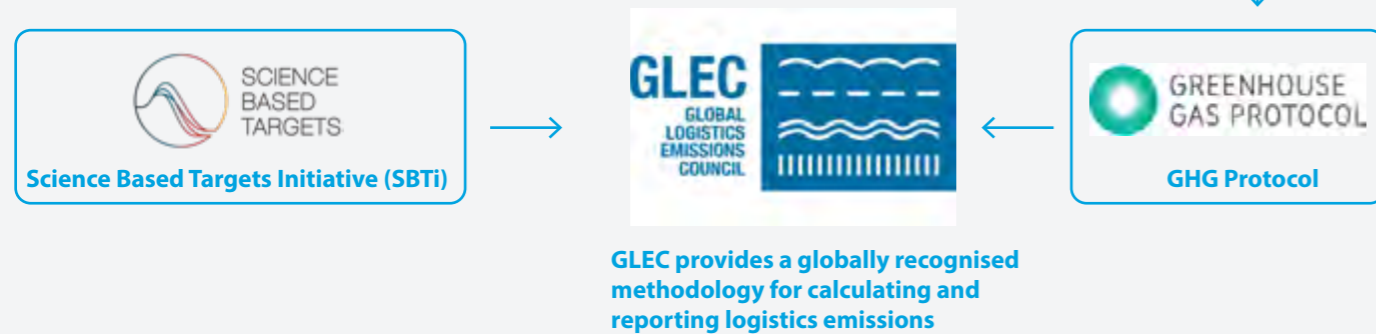 SCIENCE
BASED
TARGETS
Science Based Targets Initiative (SBTi)
GLEC
GLOBAL
LOGISTICS
EMISSIONS
COUNCIL
GLEC provides a globally recognised
methodology for calculating and
reporting logistics emissions
GREENHOUSE
GAS PROTOCOL
GHG Protocol